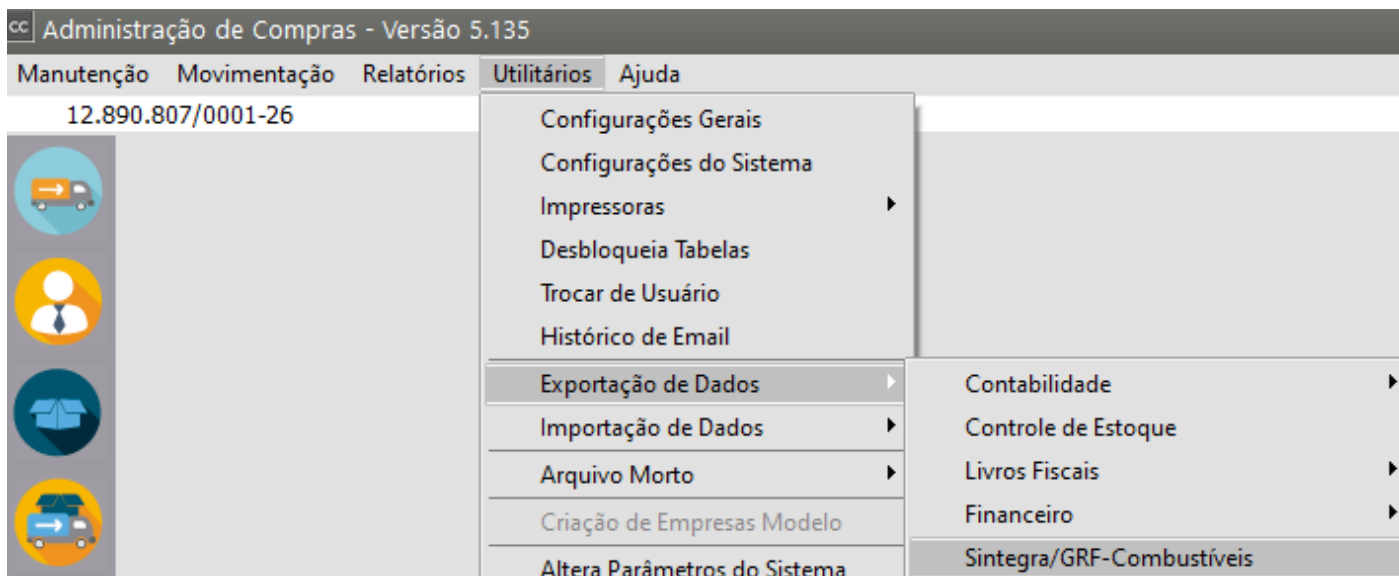 cc Administração de Compras - Versão 5.135
Manutenção Movimentação Relatórios Utilitários Ajuda
12.890.807/0001-26
Configurações Gerais
Configurações do Sistema
Impressoras
Desbloqueia Tabelas
Trocar de Usuário
Histórico de Email
Exportação de Dados
Importação de Dados
Arquivo Morto
Criação de Empresas Modelo
Altera Parâmetros do Sistema
Contabilidade
Controle de Estoque
Livros Fiscais
Financeiro
Sintegra/GRF-Combustíveis